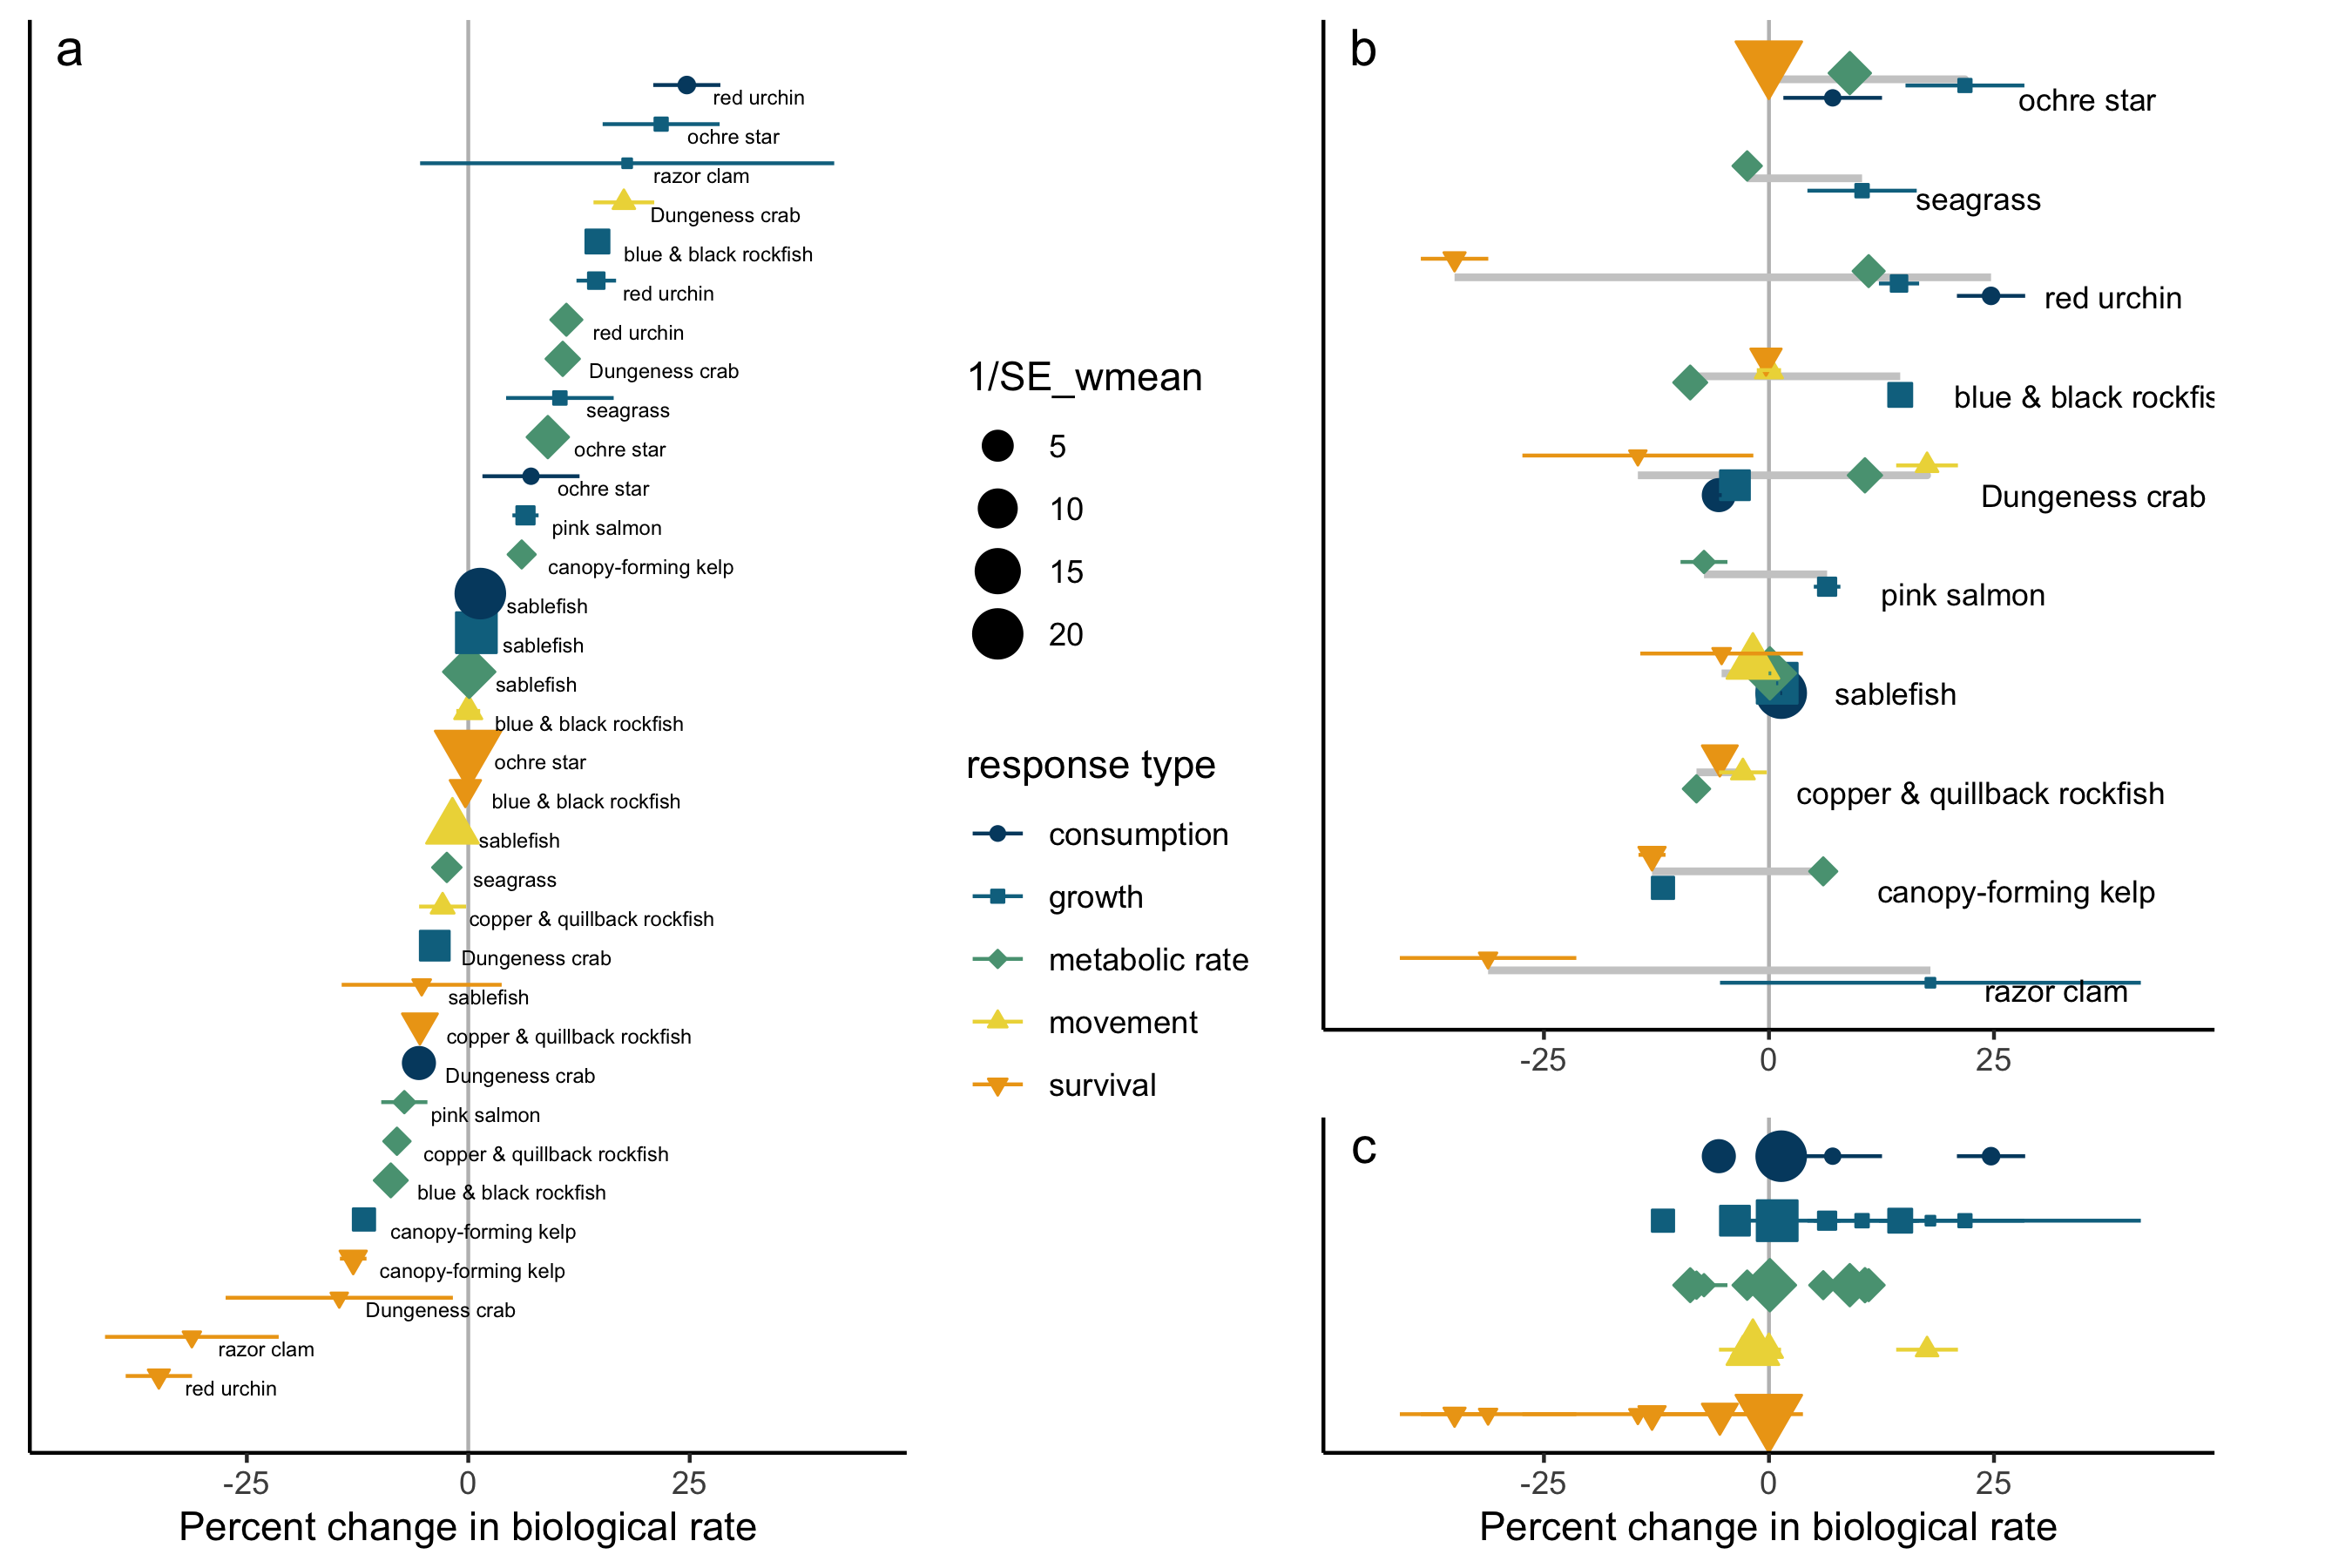 a
red urchin
ochre star
razor clam
Dungeness crab
blue & black rockfish
red urchin
red urchin
Dungeness crab
seagrass
ochre star
ochre star
pink salmon
canopy-forming kelp
sablefish
sablefish
sablefish
blue & black rockfish
ochre star
blue & black rockfish
sablefish
seagrass
copper & quillback rockfish
Dungeness crab
sablefish
copper & quillback rockfish
Dungeness crab
pink salmon
copper & quillback rockfish
blue & black rockfish
canopy-forming kelp
canopy-forming kelp
Dungeness crab
razor clam
red urchin
-25 0 25
Percent change in biological rate
1/SE_wmean
5
10
15
20
response type
consumption
growth
metabolic rate
movement
survival
b
ochre star
seagrass
red urchin
blue & black rockfis
Dungeness crab
pink salmon
sablefish
copper & quillback rockfish
canopy-forming kelp
razor clam
-25 0 25
c
-25 0 25
Percent change in biological rate